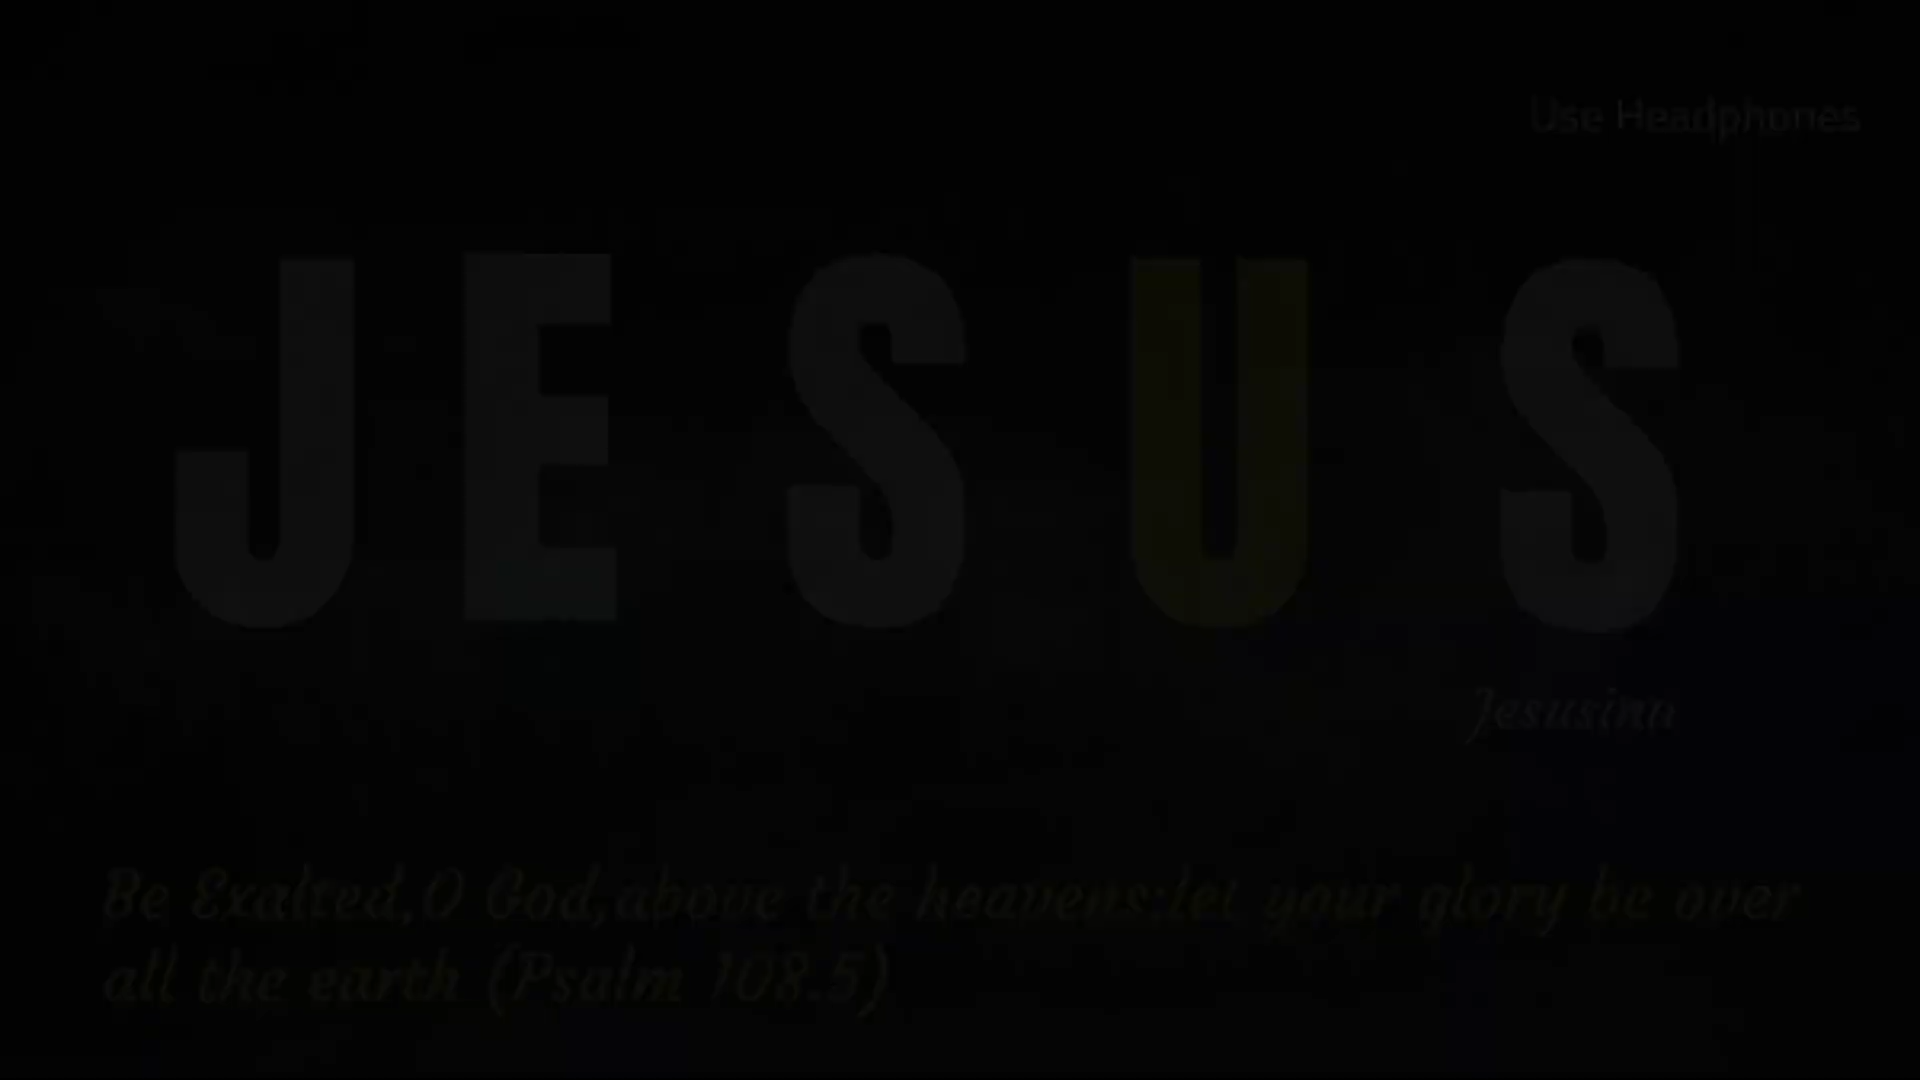 Use Headphones
JESUS
Be Exalted,O God,above the heavens:let your glory be over
all the earth (Psalm 108.5)